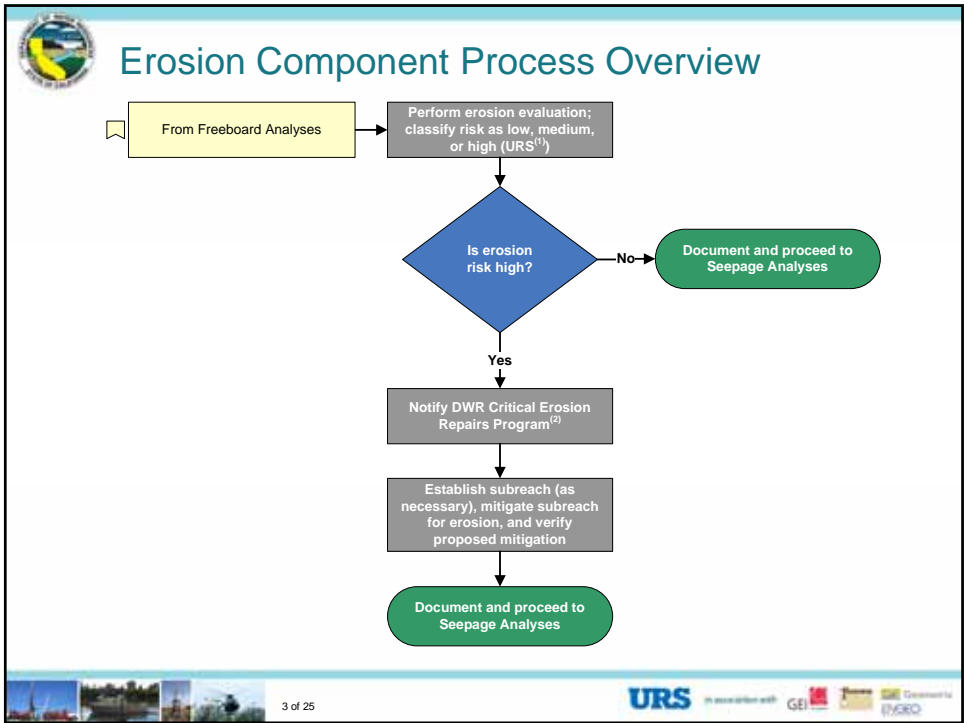 Erosion Component Process Overview
From Freeboard Analyses
Perform erosion evaluation;
classify risk as low, medium,
or high (URS(1))
Is erosion
risk high?
No
Document and proceed to
Seepage Analyses
Yes
Notify DWR Critical Erosion
Repairs Program(2)
Establish subreach (as
necessary), mitigate subreach
for erosion, and verify
proposed mitigation
Document and proceed to
Seepage Analyses
3 of 25
URS in association with GEI